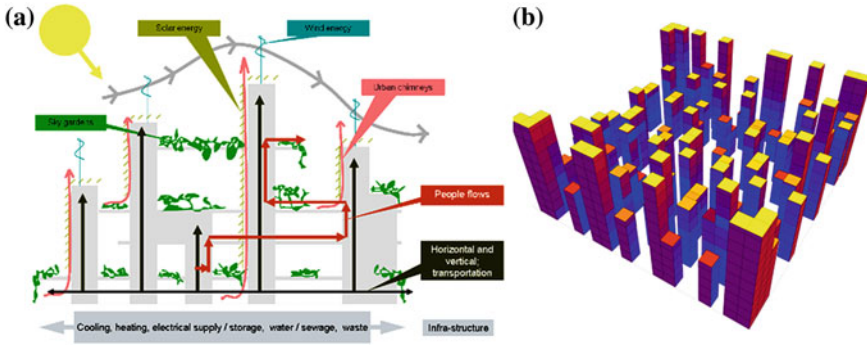 (a)
Solar energy
Wind energy
Urban chimneys
Sky gardens
People flows
Horizontal and
vertical;
transportation
Cooling, heating, electrical supply / storage, water / sewage, waste
Infra-structure
(b)